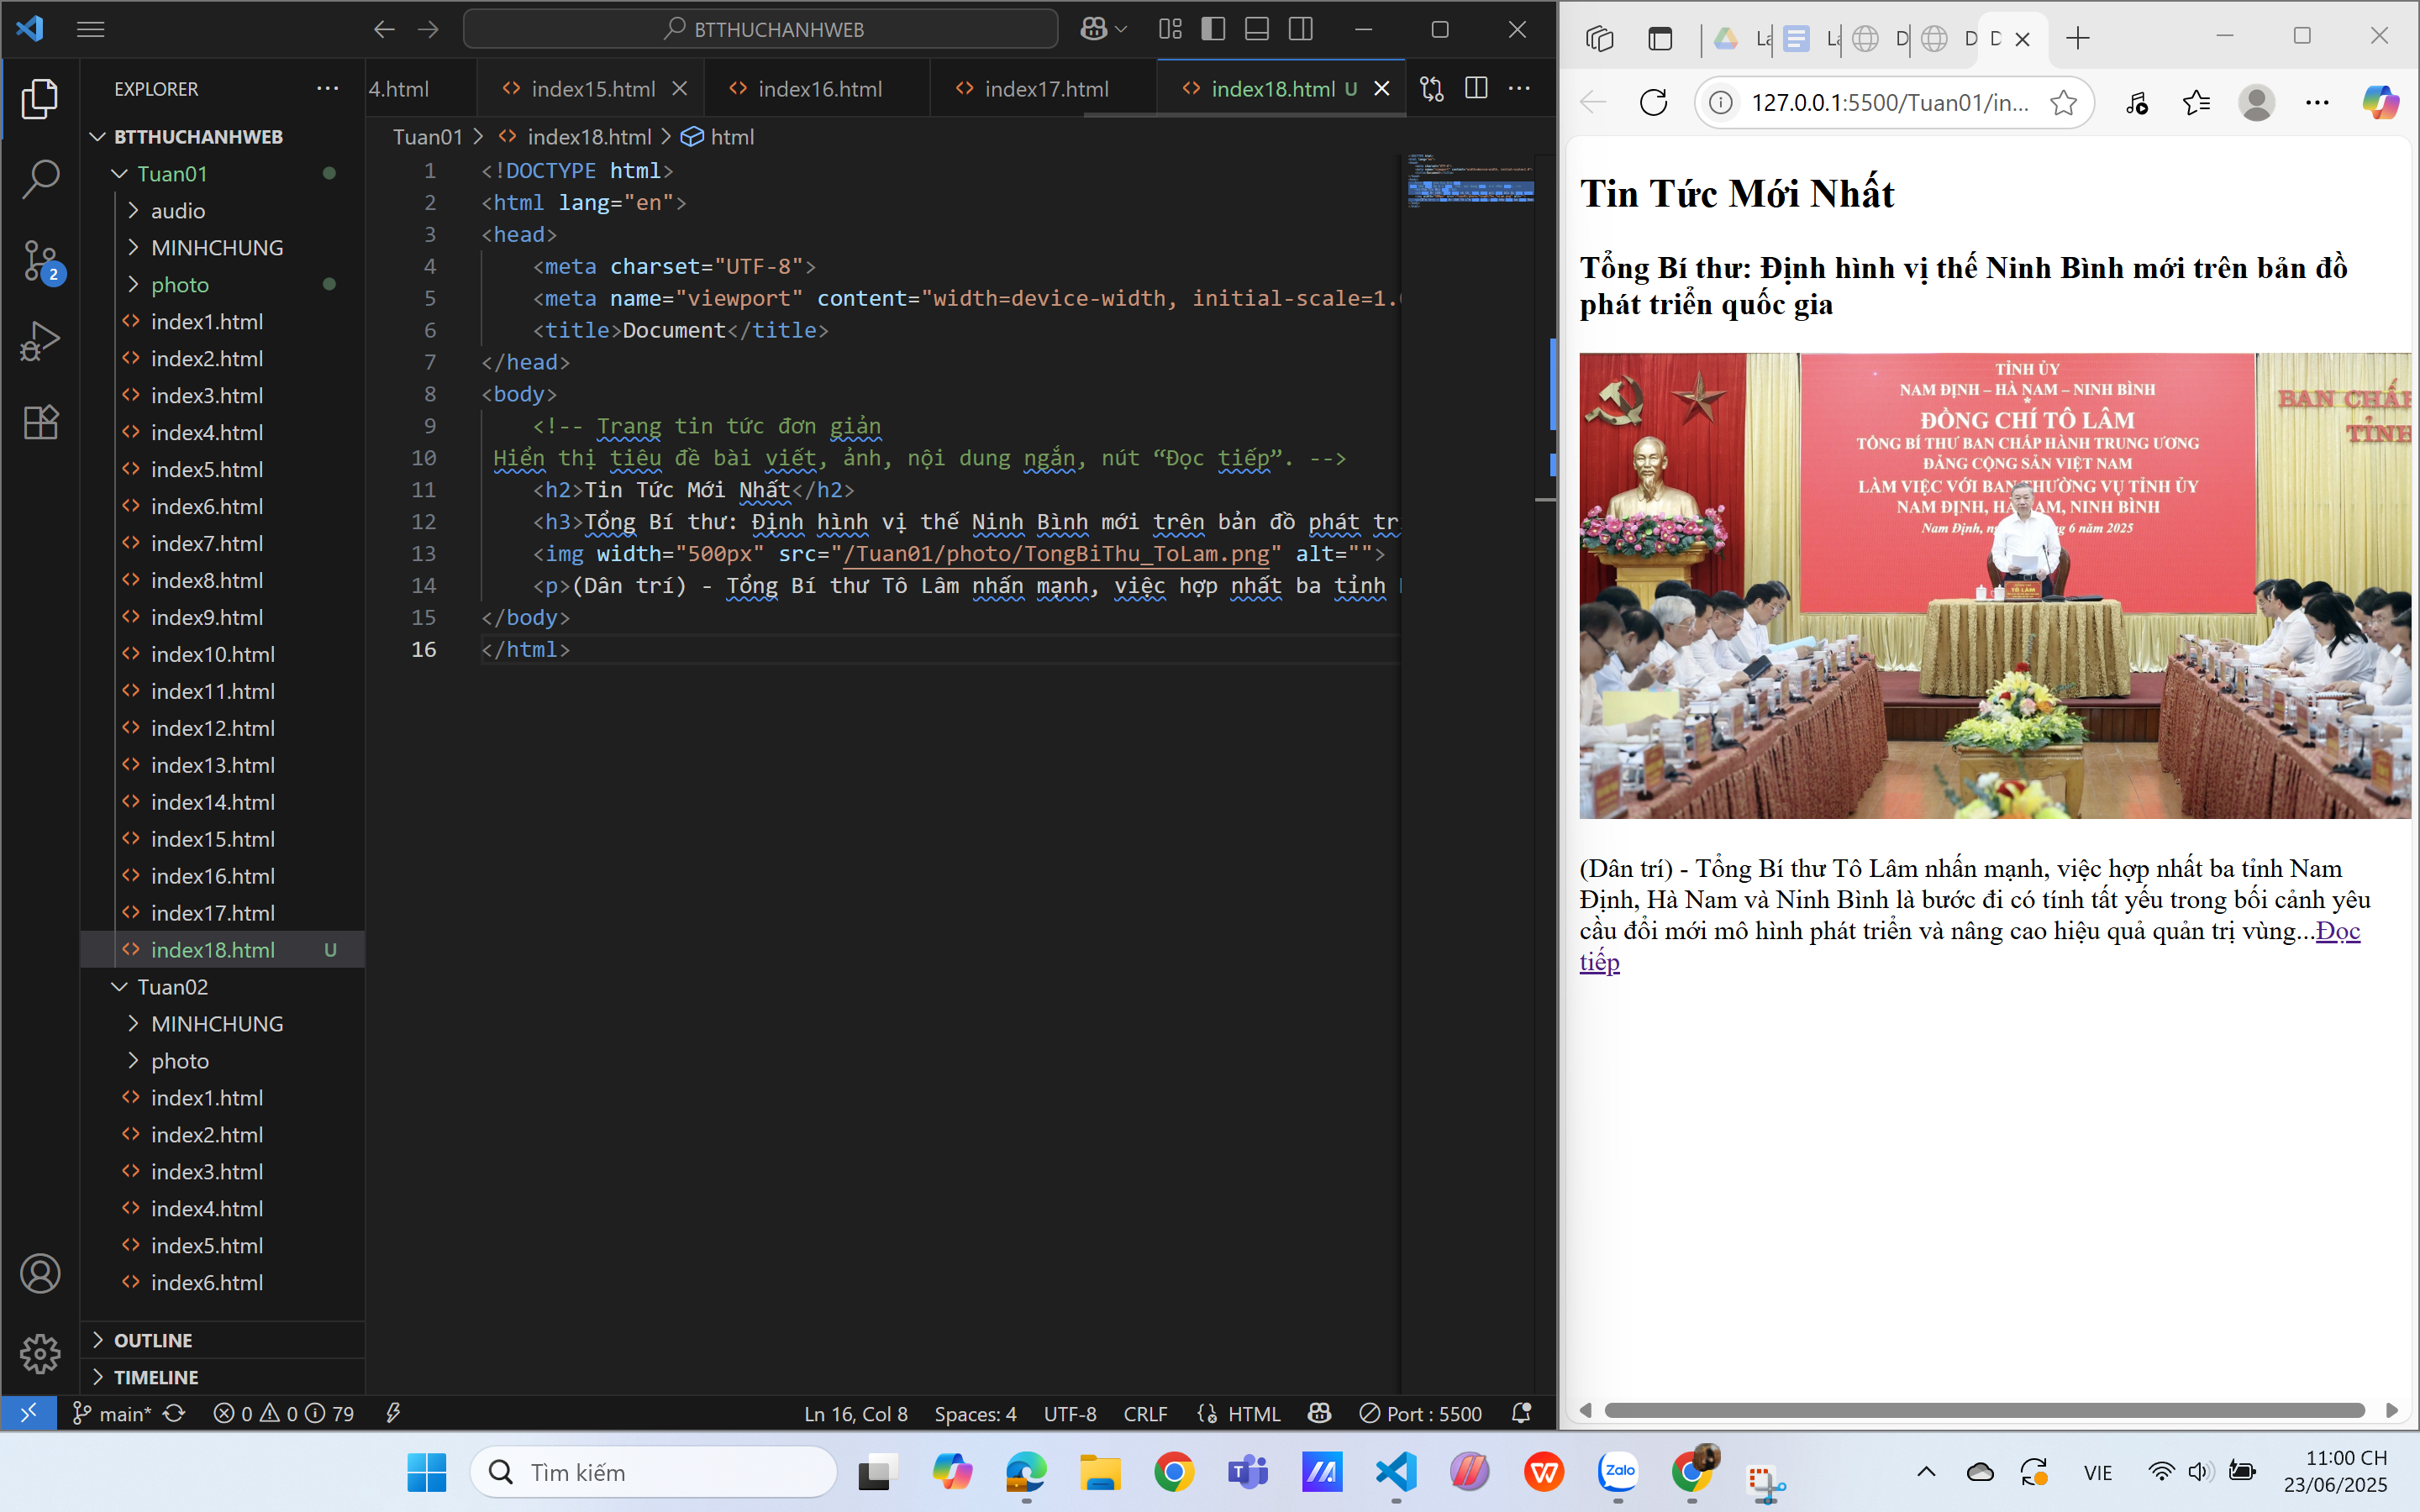 BTTHUCHANHWEB
EXPLORER
BTTHUCHANHWEB
Tuan01
audio
MINHCHUNG
photo
index1.html
index2.html
index3.html
index4.html
index5.html
index6.html
index7.html
index8.html
index9.html
index10.html
index11.html
index12.html
index13.html
index14.html
index15.html
index16.html
index17.html
index18.html U
Tuan02
MINHCHUNG
photo
index1.html
index2.html
index3.html
index4.html
index5.html
index6.html
OUTLINE
TIMELINE
2
4.html index15.html index16.html index17.html index18.html U
Tuan01 > index18.html > html
1 <!DOCTYPE html>
2 <html lang="en">
3 <head>
4 <meta charset="UTF-8">
5 <meta name="viewport" content="width=device-width, initial-scale=1.0
6 <title>Document</title>
7 </head>
8 <body>
9 <!-- Trang tin tức đơn giản
10 Hiển thị tiêu đề bài viết, ảnh, nội dung ngắn, nút “Đọc tiếp”. -->
11 <h2>Tin Tức Mới Nhất</h2>
12 <h3>Tổng Bí thư: Định hình vị thế Ninh Bình mới trên bản đồ phát tr
13 <img width="500px" src="/Tuan01/photo/TongBiThu_ToLam.png" alt="">
14 <p>(Dân trí) - Tổng Bí thư Tô Lâm nhấn mạnh, việc hợp nhất ba tỉnh
15 </body>
16 </html>
main* 0 0 79
Ln 16, Col 8 Spaces: 4 UTF-8 CRLF HTML Port : 5500
127.0.0.1:5500/Tuan01/in...
Tin Tức Mới Nhất
Tổng Bí thư: Định hình vị thế Ninh Bình mới trên bản đồ
phát triển quốc gia
TỈNH ỦY
NAM ĐỊNH – HÀ NAM – NINH BÌNH
ĐỒNG CHÍ TÔ LÂM
TỔNG BÍ THƯ BAN CHẤP HÀNH TRUNG ƯƠNG
ĐẢNG CỘNG SẢN VIỆT NAM
LÀM VIỆC VỚI BAN THƯỜNG VỤ TỈNH ỦY
NAM ĐỊNH, HÀ NAM, NINH BÌNH
Nam Định, 6 năm 2025
BAN CHẤP
TỈNH
TÔ LÂM
(Dân trí) - Tổng Bí thư Tô Lâm nhấn mạnh, việc hợp nhất ba tỉnh Nam
Định, Hà Nam và Ninh Bình là bước đi có tính tất yếu trong bối cảnh yêu
cầu đổi mới mô hình phát triển và nâng cao hiệu quả quản trị vùng...Đọc
tiếp
Tìm kiếm
Zalo
VIE
11:00 CH
23/06/2025